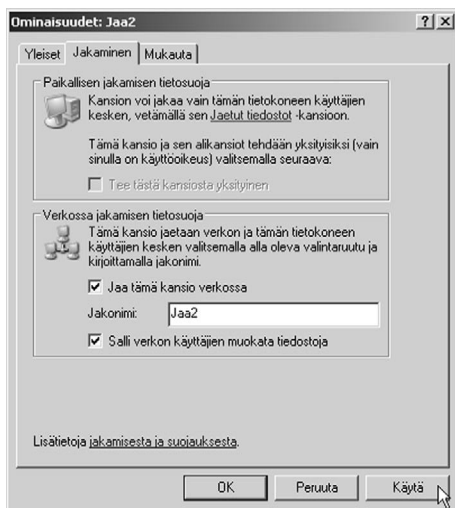 Ominaisuudet: Jaa2
Yleiset Jakaminen Mukauta
Paikallisen jakamisen tietosuoja
Kansion voi jakaa vain tämän tietokoneen käyttäjien
kesken, vetämällä sen Jaetut tiedostot -kansioon.
Tämä kansio ja sen alikansiot tehdään yksityisiksi (vain
sinulla on käyttöoikeus) valitsemalla seuraava:
Tee tästä kansiosta yksityinen
Verkossa jakamisen tietosuoja
Tämä kansio jaetaan verkon ja tämän tietokoneen
käyttäjien kesken valitsemalla alla oleva valintaruutu ja
kirjoittamalla jakonimi.
Jaa tämä kansio verkossa
Jakonimi: Jaa2
Salli verkon käyttäjien muokata tiedostoja
Lisätietoja jakamisesta ja suojauksesta.
OK Peruuta Käytä